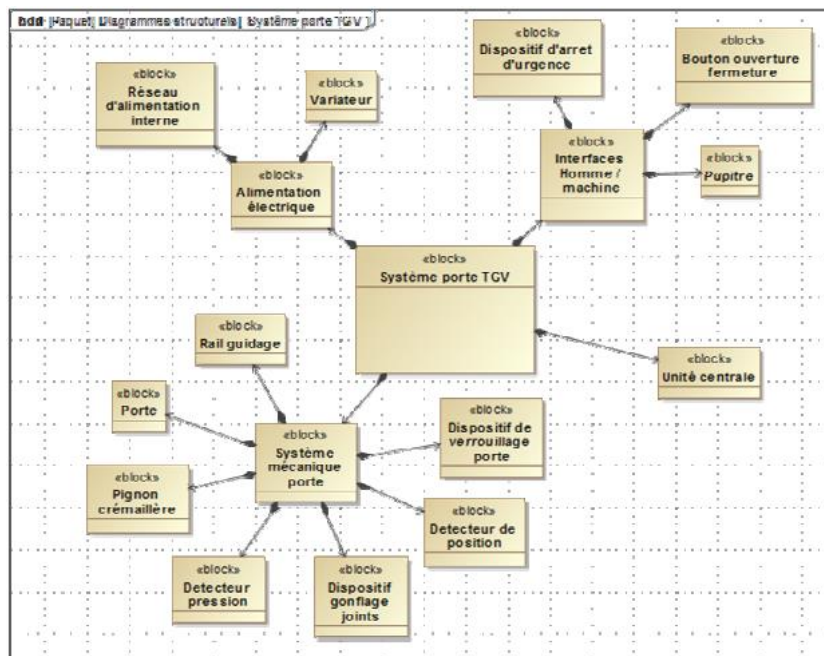 bdd [Paquet] Diagrammes structurels[ Système porte TGV ]
«block»
Dispositif d'arret
d'urgence
«block»
Bouton ouverture
fermeture
«block»
Réseau
d'alimentation
interne
«block»
Variateur
«block»
Interfaces
Homme /
machine
«block»
Pupitre
«block»
Alimentation
électrique
«block»
Système porte TGV
«block»
Rail guidage
«block»
Unité centrale
«block»
Porte
«block»
Dispositif de
verrouillage
porte
«block»
Système
mécanique
porte
«block»
Pignon
crémaillère
«block»
Detecteur de
position
«block»
Detecteur
pression
«block»
Dispositif
gonflage
joints